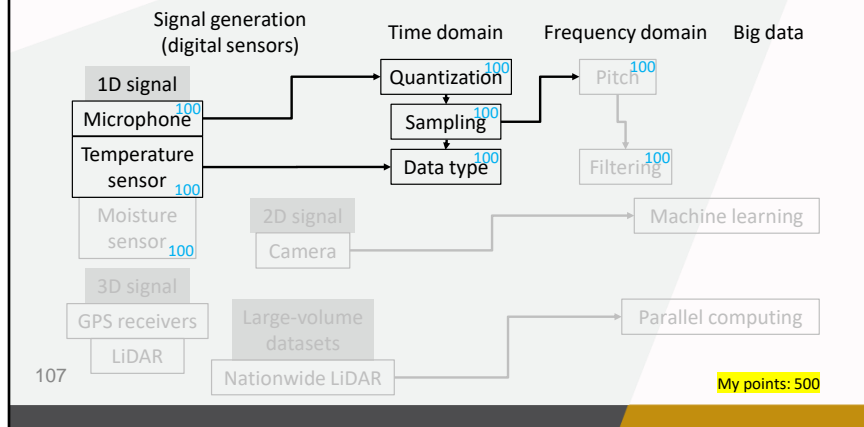 Signal generation
(digital sensors)
Time domain
Frequency domain
Big data
1D signal
Microphone
100
Temperature
sensor
100
Moisture
sensor
100
Quantization
100
Sampling
100
Data type
100
Pitch
100
Filtering
100
2D signal
Camera
Machine learning
3D signal
GPS receivers
LiDAR
Large-volume
datasets
Nationwide LiDAR
Parallel computing
107
My points: 500